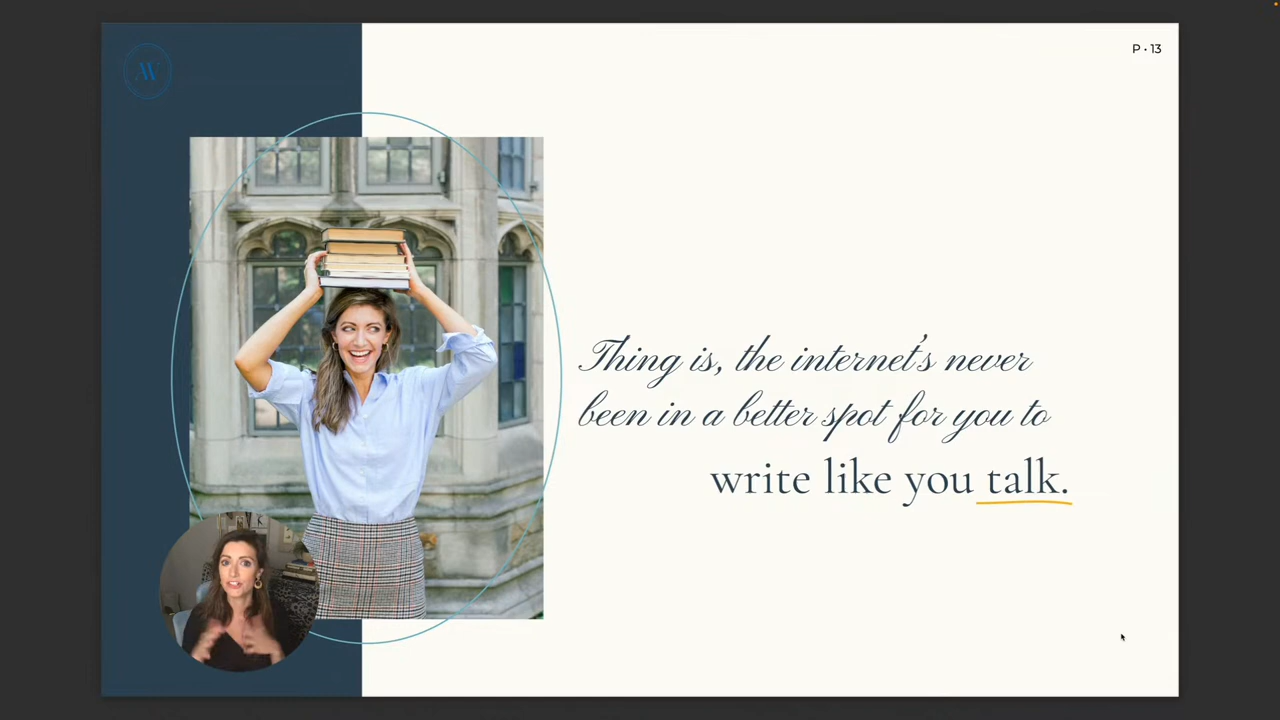 P • 13
Thing is, the internet's never
been in a better spot for you to
write like you talk.